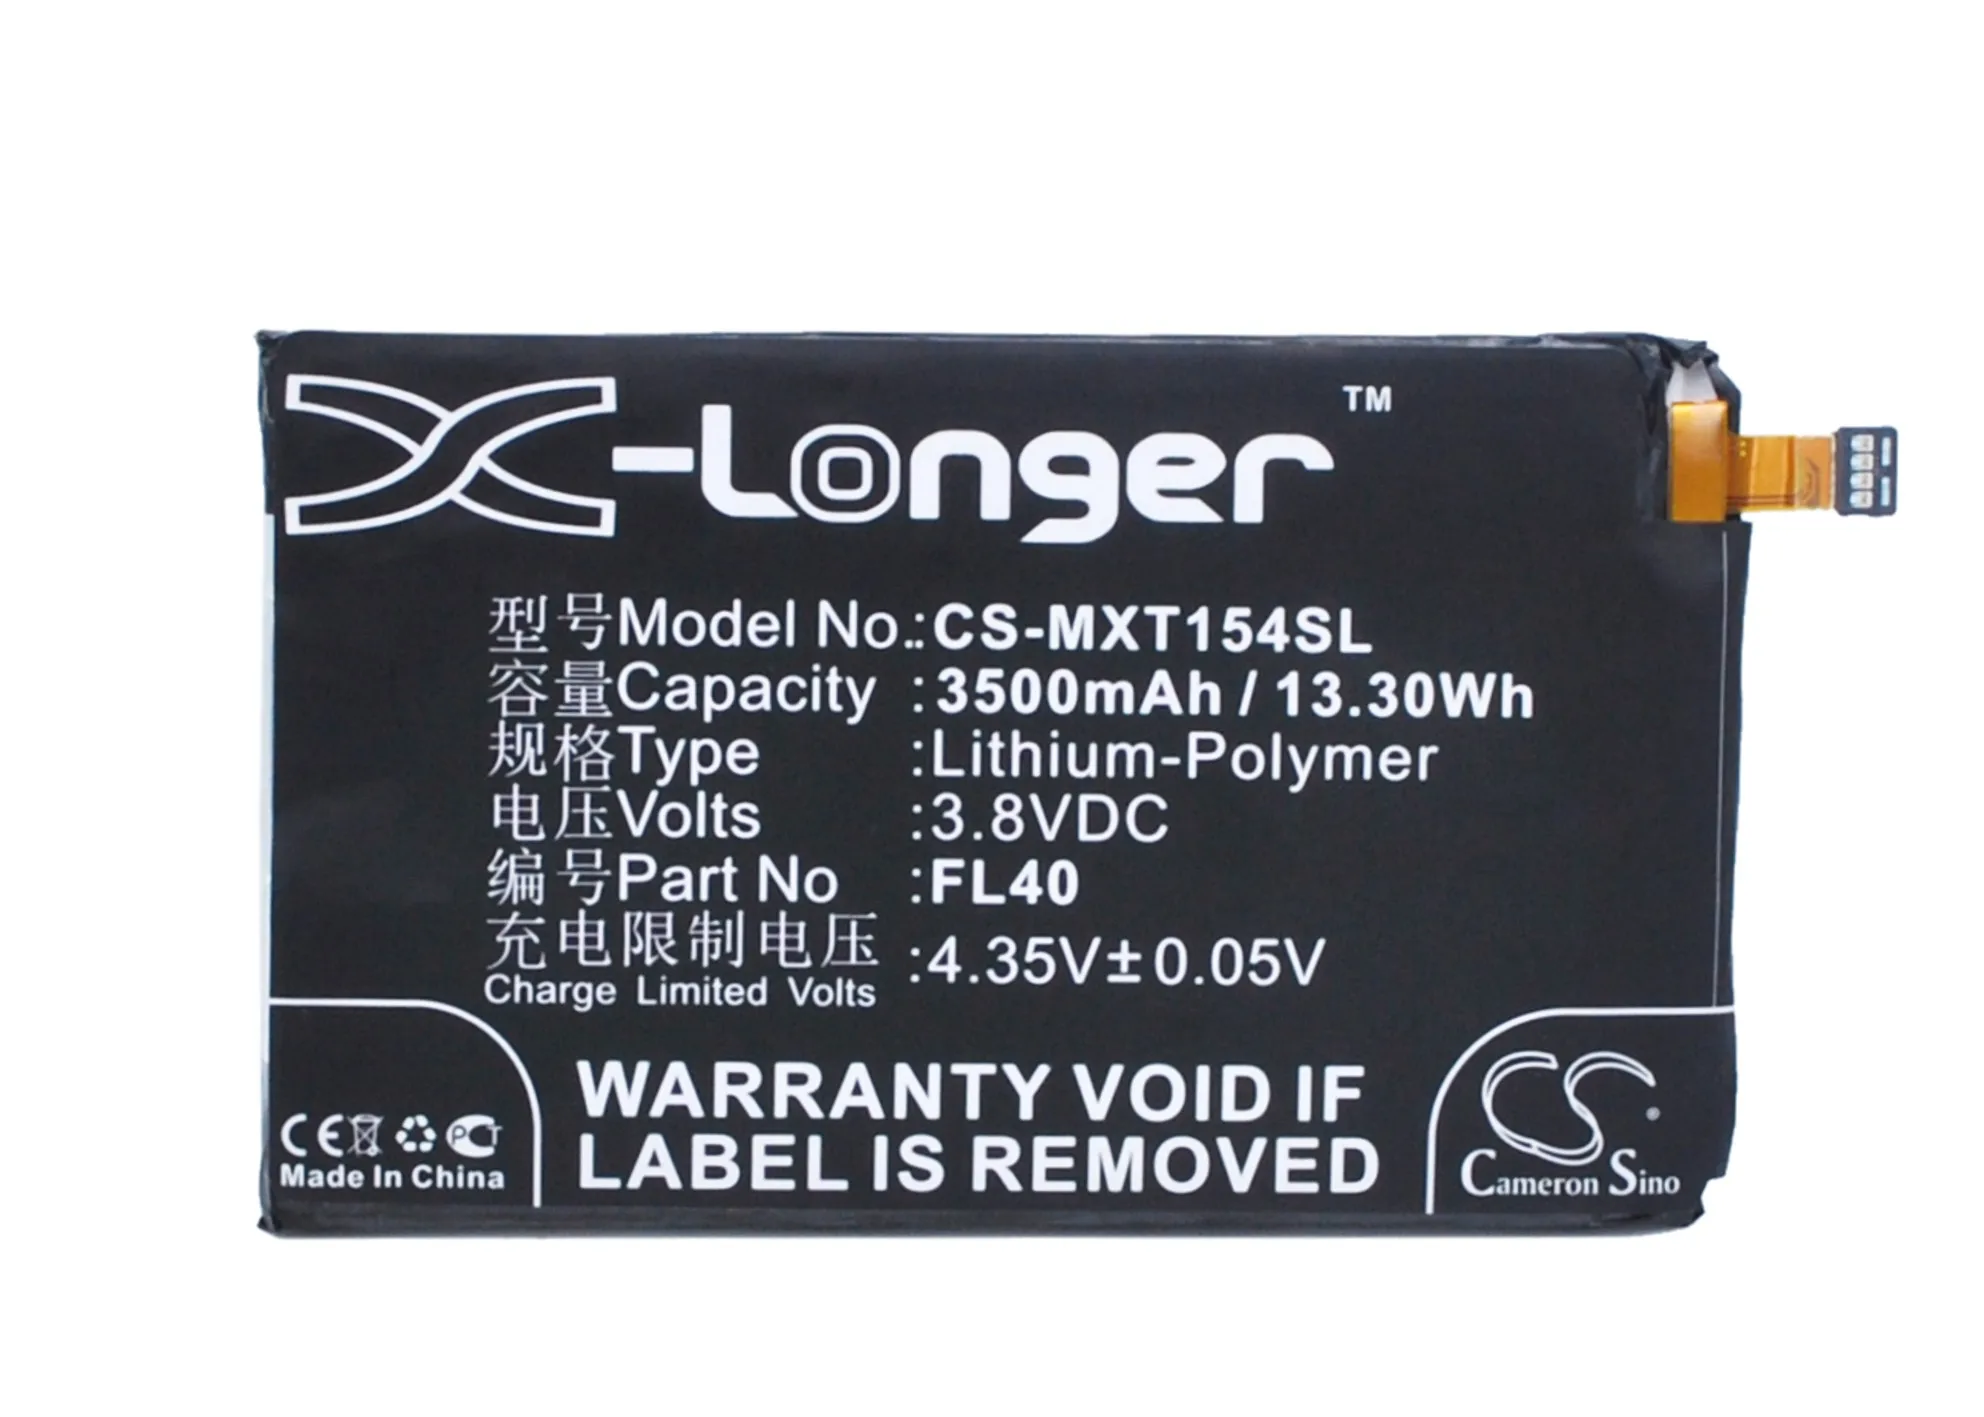 X-Longer™
型号Model No.:CS-MXT154SL
容量Capacity :3500mAh / 13.30Wh
规格Type :Lithium-Polymer
电压Volts :3.8VDC
编号Part No :FL40
充电限制电压 :4.35V±0.05V
Charge Limited Volts
WARRANTY VOID IF
LABEL IS REMOVED
CE PCT
Made In China
CS
Cameron Sino